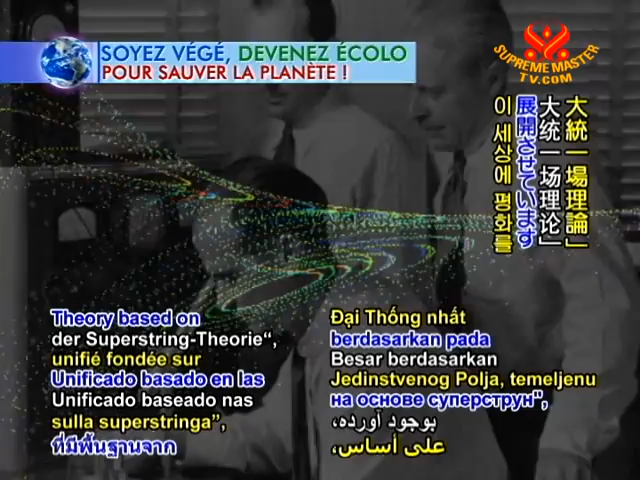 SOYEZ VÉGÉ, DEVENEZ ÉCOLO
POUR SAUVER LA PLANÈTE !
SUPREME MASTER
TV.COM
大統一場理論」
大统一场理论」
展開させています
이 세상에 평화를
Theory based on
der Superstring-Theorie“,
unifié fondée sur
Unificado basado en las
Unificado baseado nas
sulla superstringa”,
ที่มีพื้นฐานจาก
Đại Thống nhất
berdasarkan pada
Besar berdasarkan
Jedinstvenog Polja, temeljenu
на основе суперструн",
بوجود آورده،
على أساس،